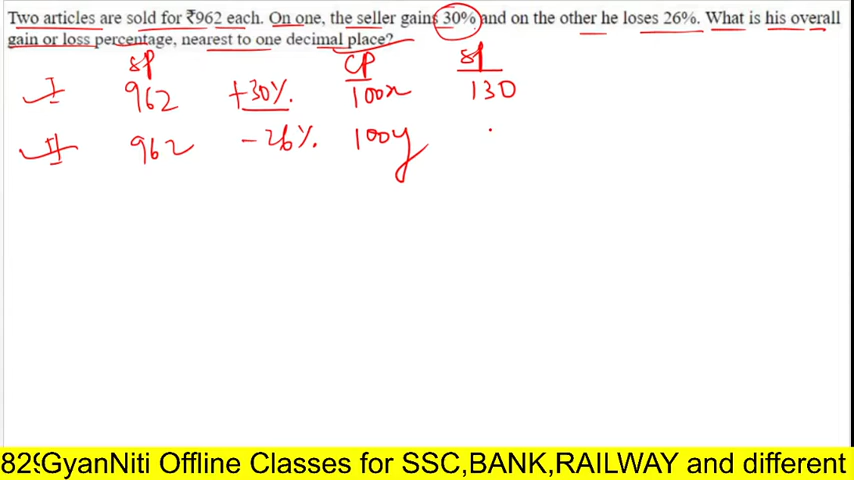 Two articles are sold for ₹962 each. On one, the seller gains 30% and on the other he loses 26%. What is his overall
gain or loss percentage, nearest to one decimal place?
SP CP SP
I 962 +30% 100x 130
II 962 -26% 100y
829GyanNiti Offline Classes for SSC,BANK,RAILWAY and different